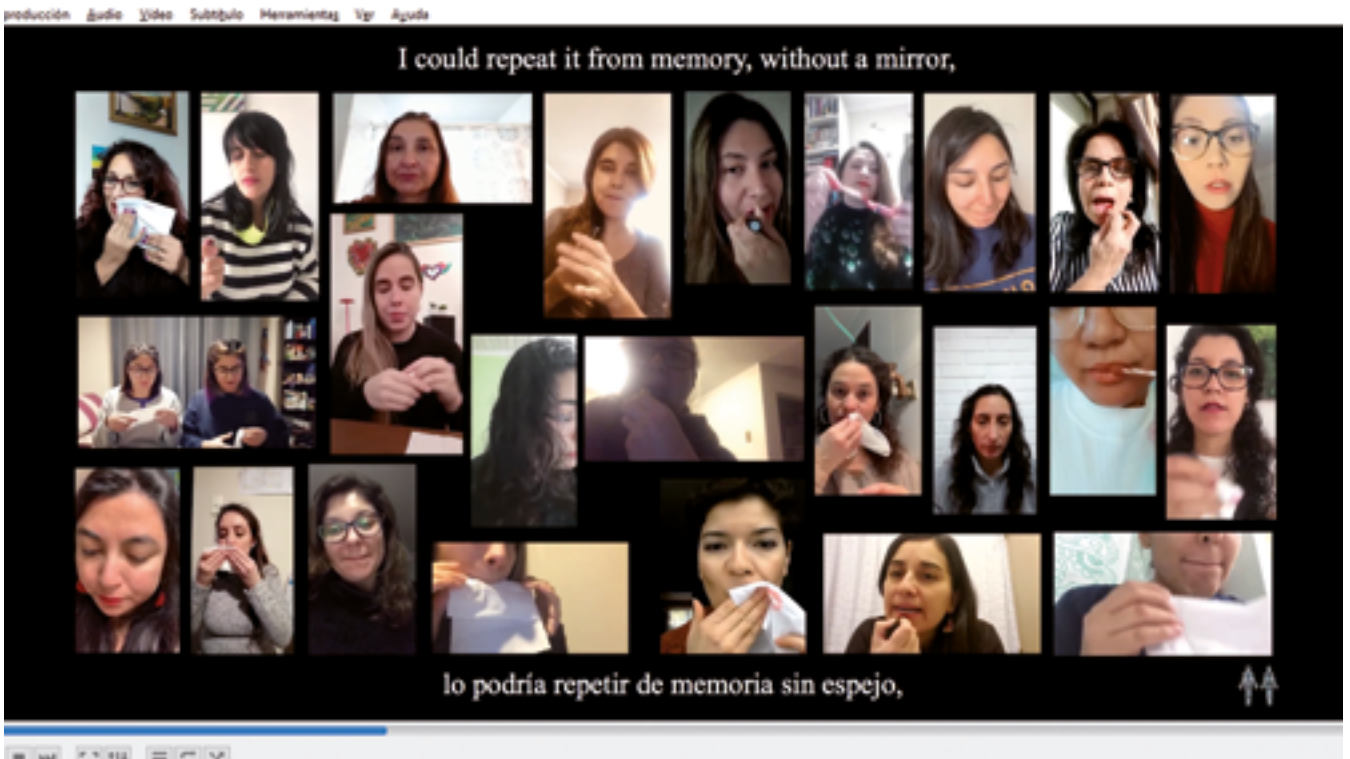 producción Audio Video Subtítulo Herramientas Ver Ayuda
I could repeat it from memory, without a mirror,
lo podría repetir de memoria sin espejo,